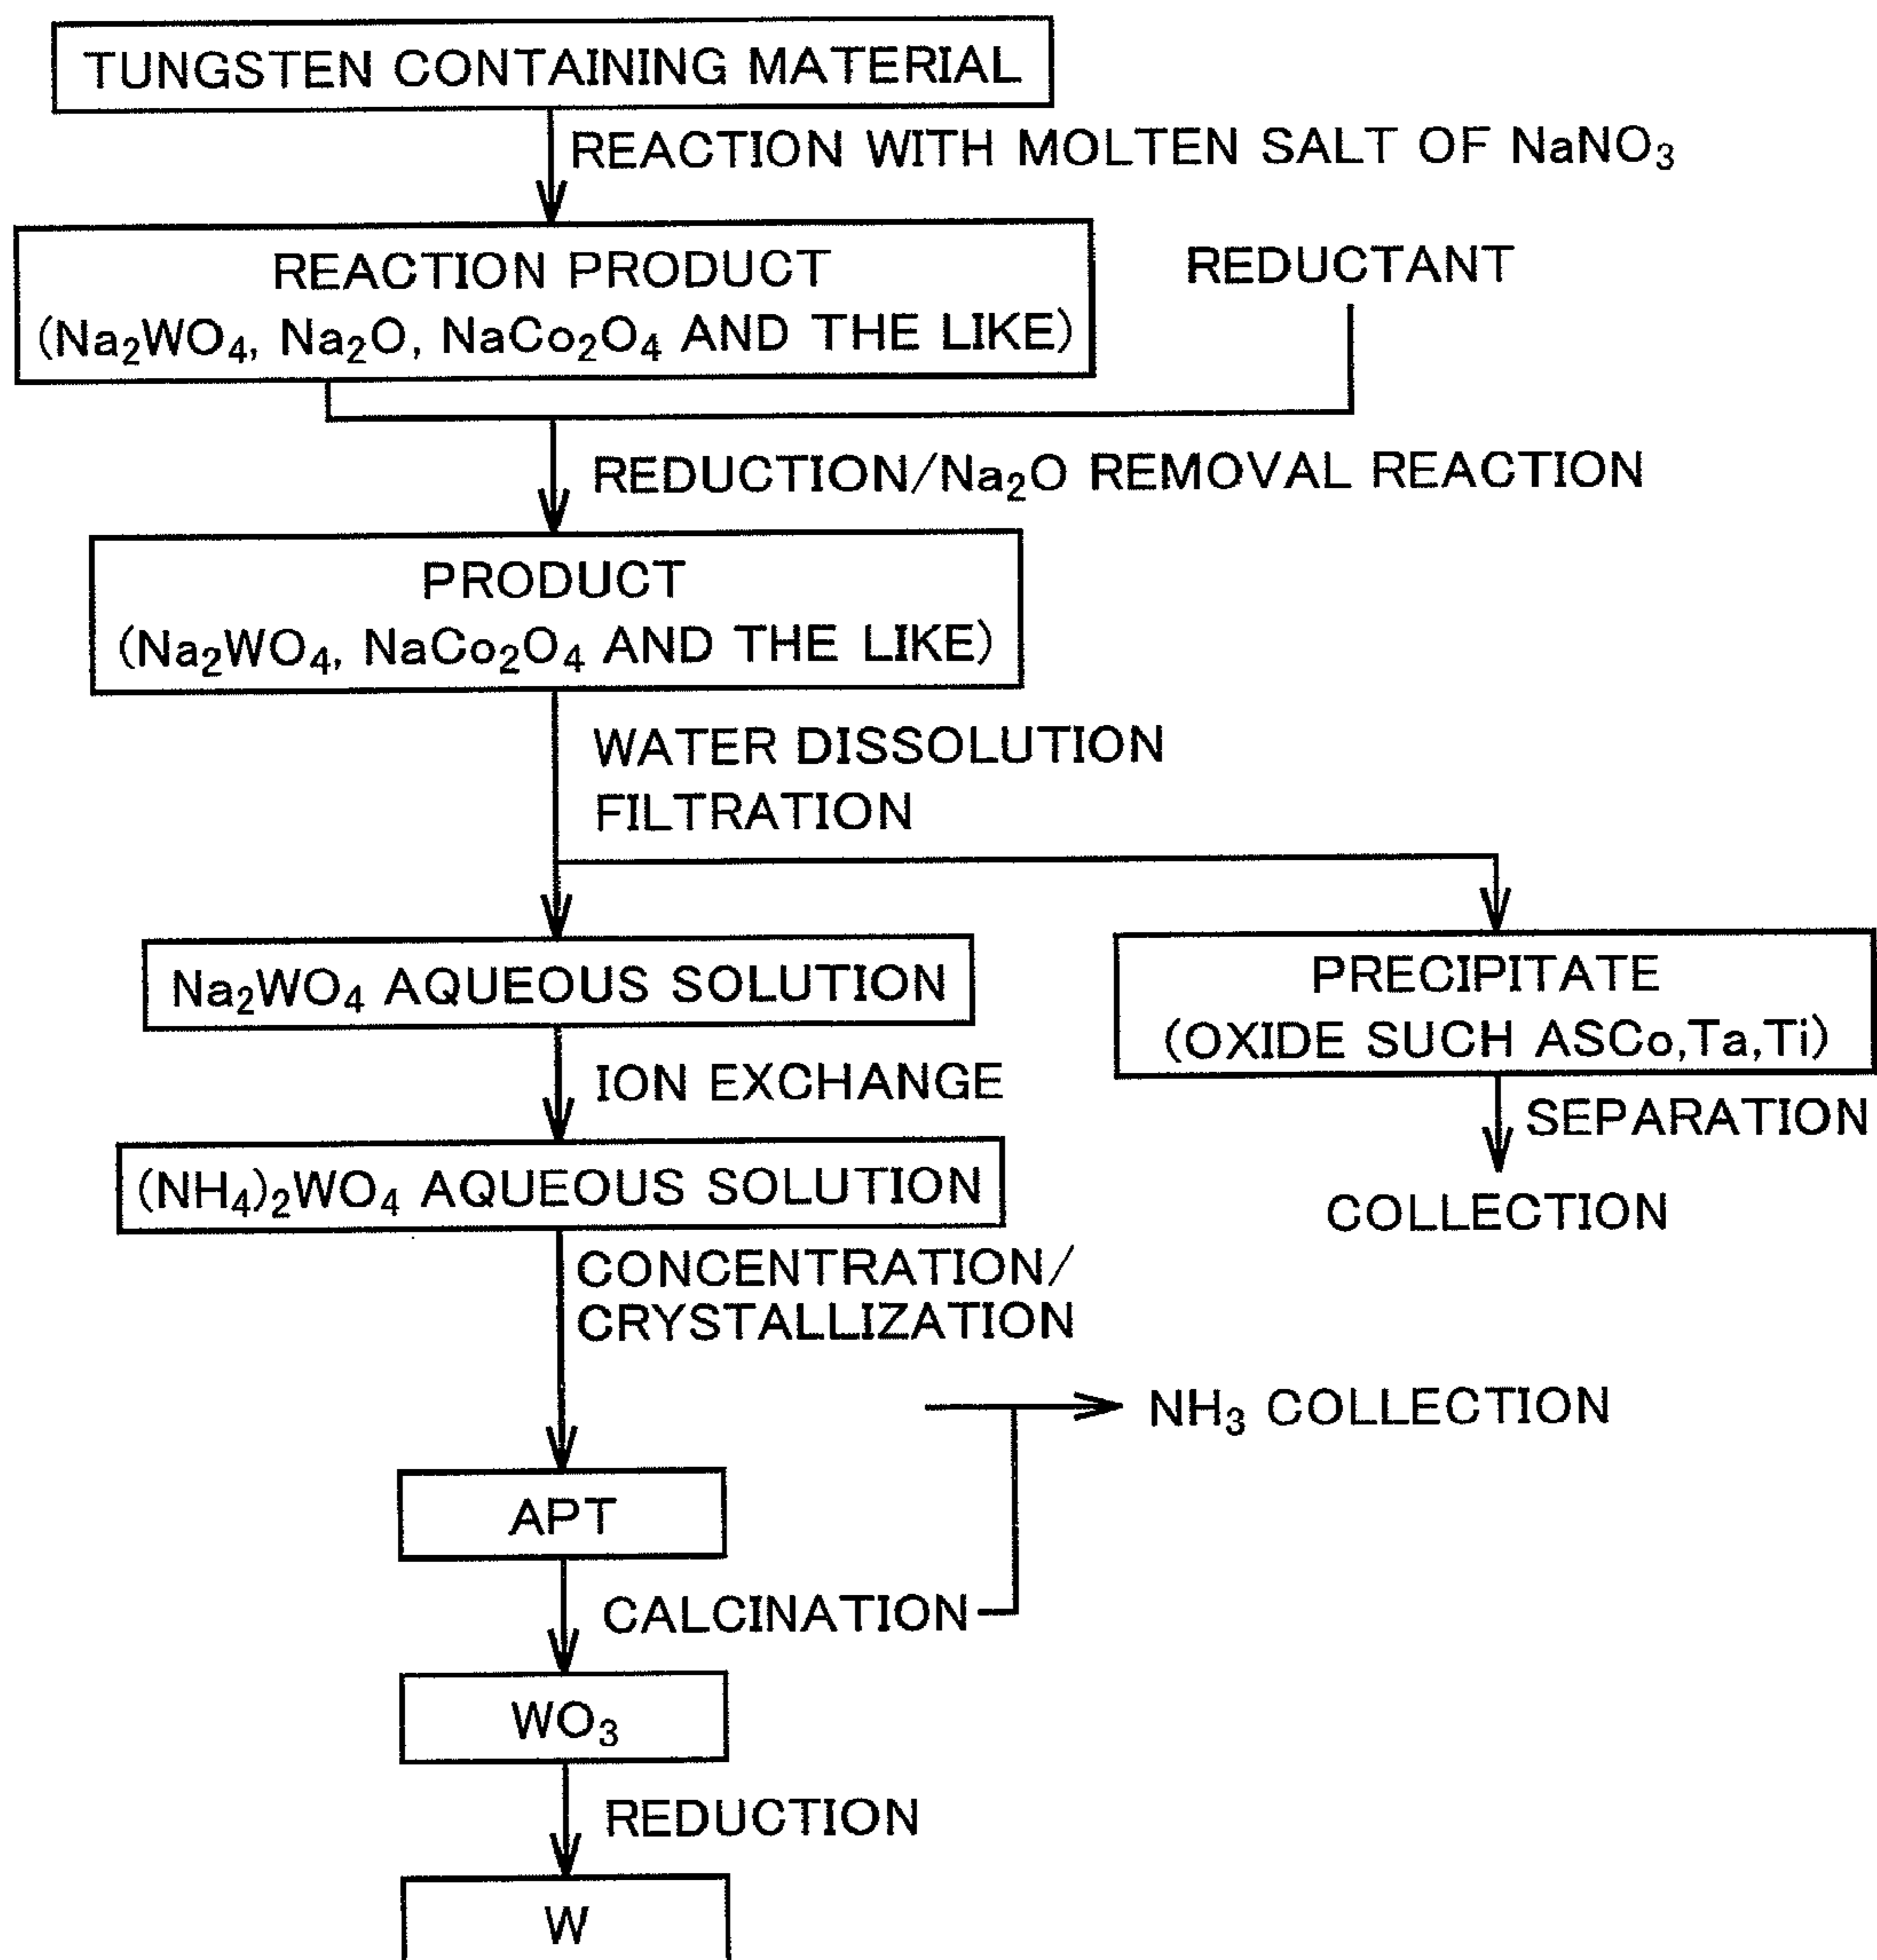 TUNGSTEN CONTAINING MATERIAL
REACTION WITH MOLTEN SALT OF NaNO₃
REACTION PRODUCT
(Na₂WO₄, Na₂O, NaCo₂O₄ AND THE LIKE)
REDUCTANT
REDUCTION/Na₂O REMOVAL REACTION
PRODUCT
(Na₂WO₄, NaCo₂O₄ AND THE LIKE)
WATER DISSOLUTION
FILTRATION
Na₂WO₄ AQUEOUS SOLUTION
PRECIPITATE
(OXIDE SUCH ASCo,Ta,Ti)
ION EXCHANGE
SEPARATION
(NH₄)₂WO₄ AQUEOUS SOLUTION
COLLECTION
CONCENTRATION/
CRYSTALLIZATION
NH₃ COLLECTION
APT
CALCINATION
WO₃
REDUCTION
W